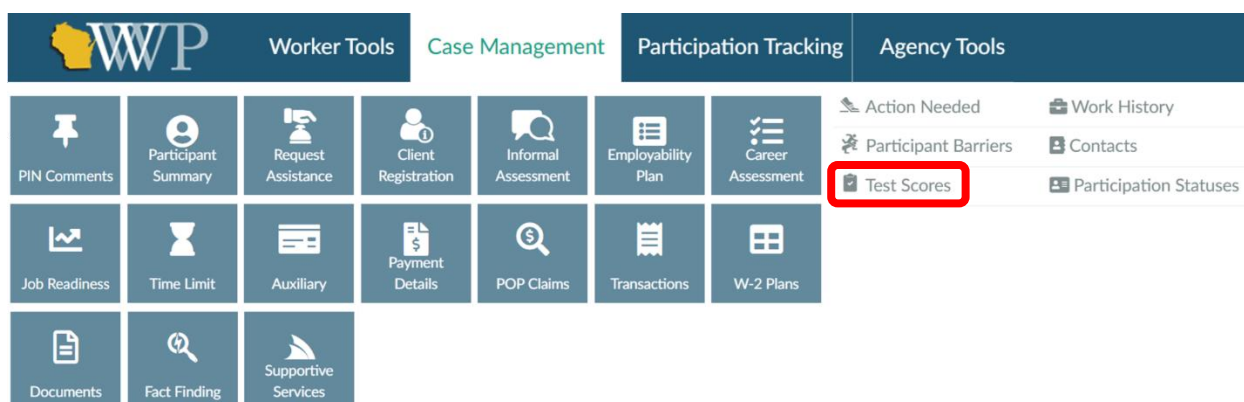 WWP
Worker Tools
Case Management
Participation Tracking
Agency Tools
PIN Comments
Participant
Summary
Request
Assistance
Client
Registration
Informal
Assessment
Employability
Plan
Career
Assessment
Action Needed
Work History
Participant Barriers
Contacts
Test Scores
Participation Statuses
Job Readiness
Time Limit
Auxiliary
Payment
Details
POP Claims
Transactions
W-2 Plans
Documents
Fact Finding
Supportive
Services